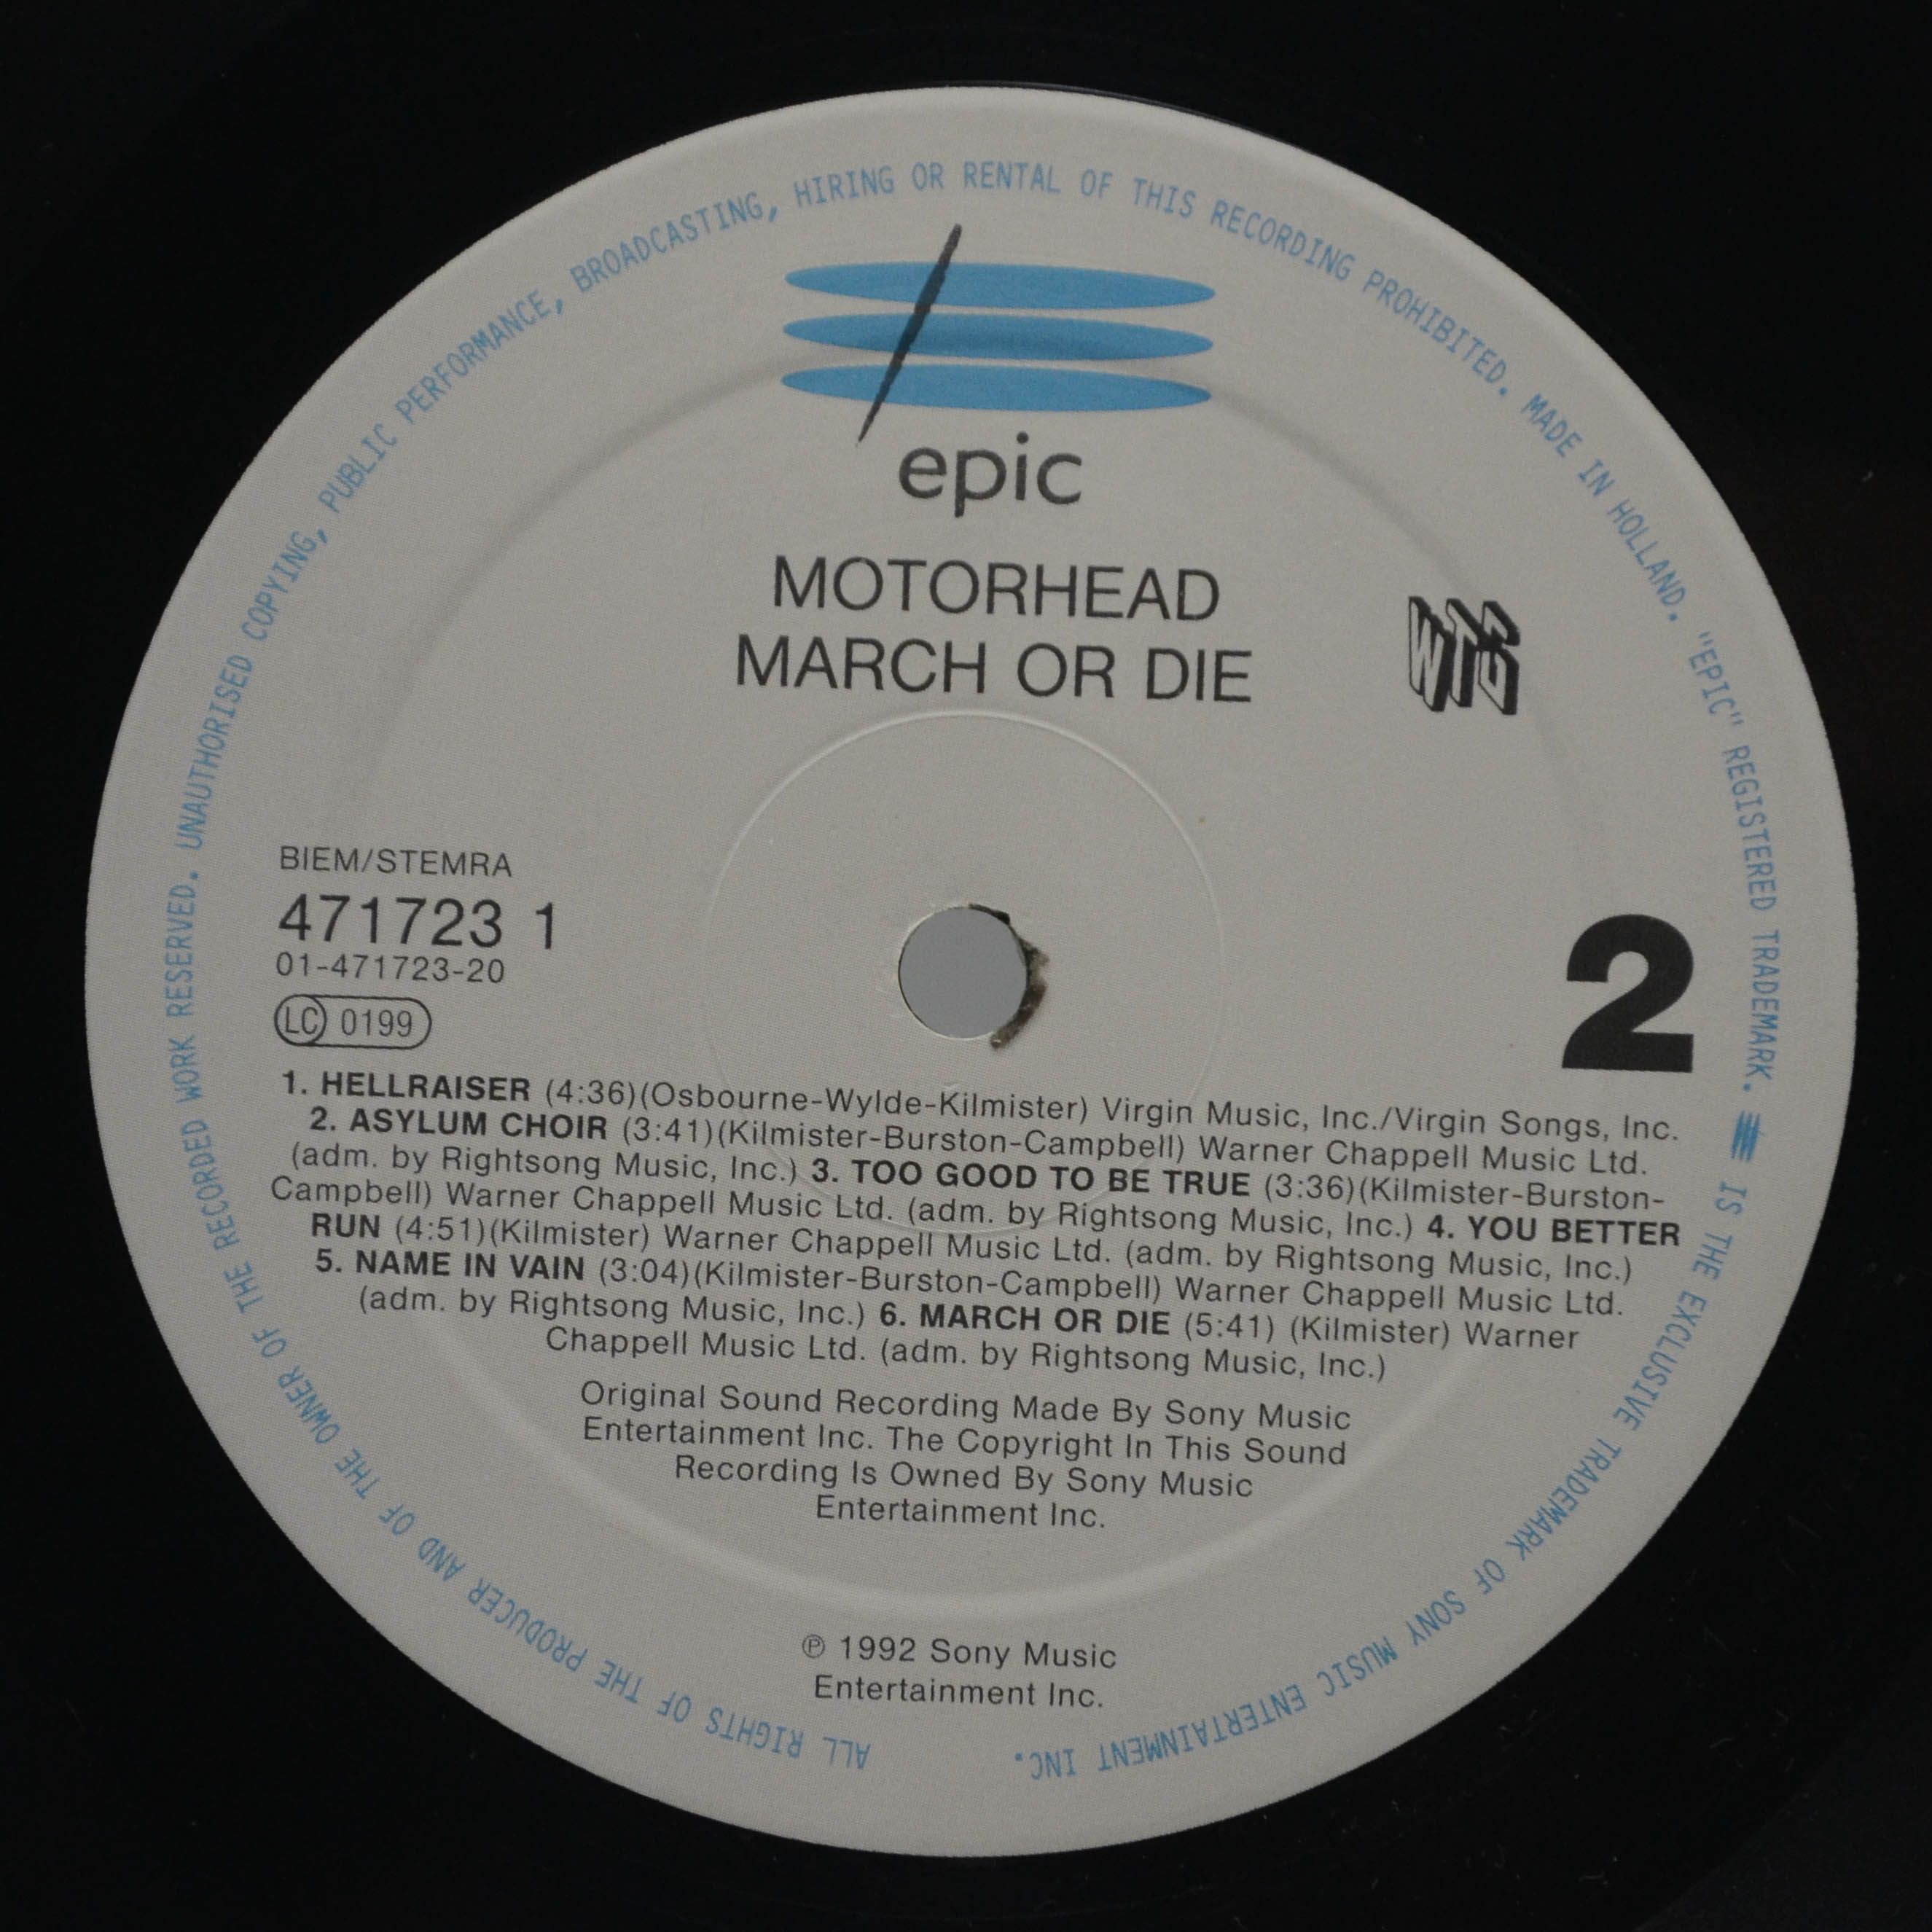 epic
MOTORHEAD
MARCH OR DIE
WTG
BIEM/STEMRA
471723 1
01-471723-20
LC 0199
2
1. HELLRAISER (4:36)(Osbourne-Wylde-Kilmister) Virgin Music, Inc./Virgin Songs, Inc.
2. ASYLUM CHOIR (3:41)(Kilmister-Burston-Campbell) Warner Chappell Music Ltd.
(adm. by Rightsong Music, Inc.) 3. TOO GOOD TO BE TRUE (3:36)(Kilmister-Burston-
Campbell) Warner Chappell Music Ltd. (adm. by Rightsong Music, Inc.) 4. YOU BETTER
RUN (4:51)(Kilmister) Warner Chappell Music Ltd. (adm. by Rightsong Music, Inc.)
5. NAME IN VAIN (3:04)(Kilmister-Burston-Campbell) Warner Chappell Music Ltd.
(adm. by Rightsong Music, Inc.) 6. MARCH OR DIE (5:41) (Kilmister) Warner
Chappell Music Ltd. (adm. by Rightsong Music, Inc.)
Original Sound Recording Made By Sony Music
Entertainment Inc. The Copyright In This Sound
Recording Is Owned By Sony Music
Entertainment Inc.
℗ 1992 Sony Music
Entertainment Inc.
ALL RIGHTS OF THE PRODUCER AND OF THE OWNER OF THE RECORDED WORK RESERVED. UNAUTHORISED COPYING, PUBLIC PERFORMANCE, BROADCASTING, HIRING OR RENTAL OF THIS RECORDING PROHIBITED. MADE IN HOLLAND. "EPIC" REGISTERED TRADEMARK. IS THE EXCLUSIVE TRADEMARK OF SONY MUSIC ENTERTAINMENT INC.